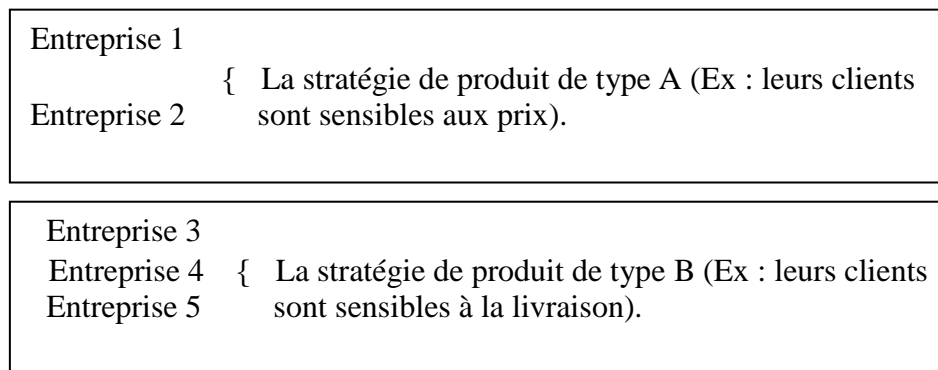 Entreprise 1
{ La stratégie de produit de type A (Ex : leurs clients
Entreprise 2 sont sensibles aux prix).
Entreprise 3
Entreprise 4 { La stratégie de produit de type B (Ex : leurs clients
Entreprise 5 sont sensibles à la livraison).